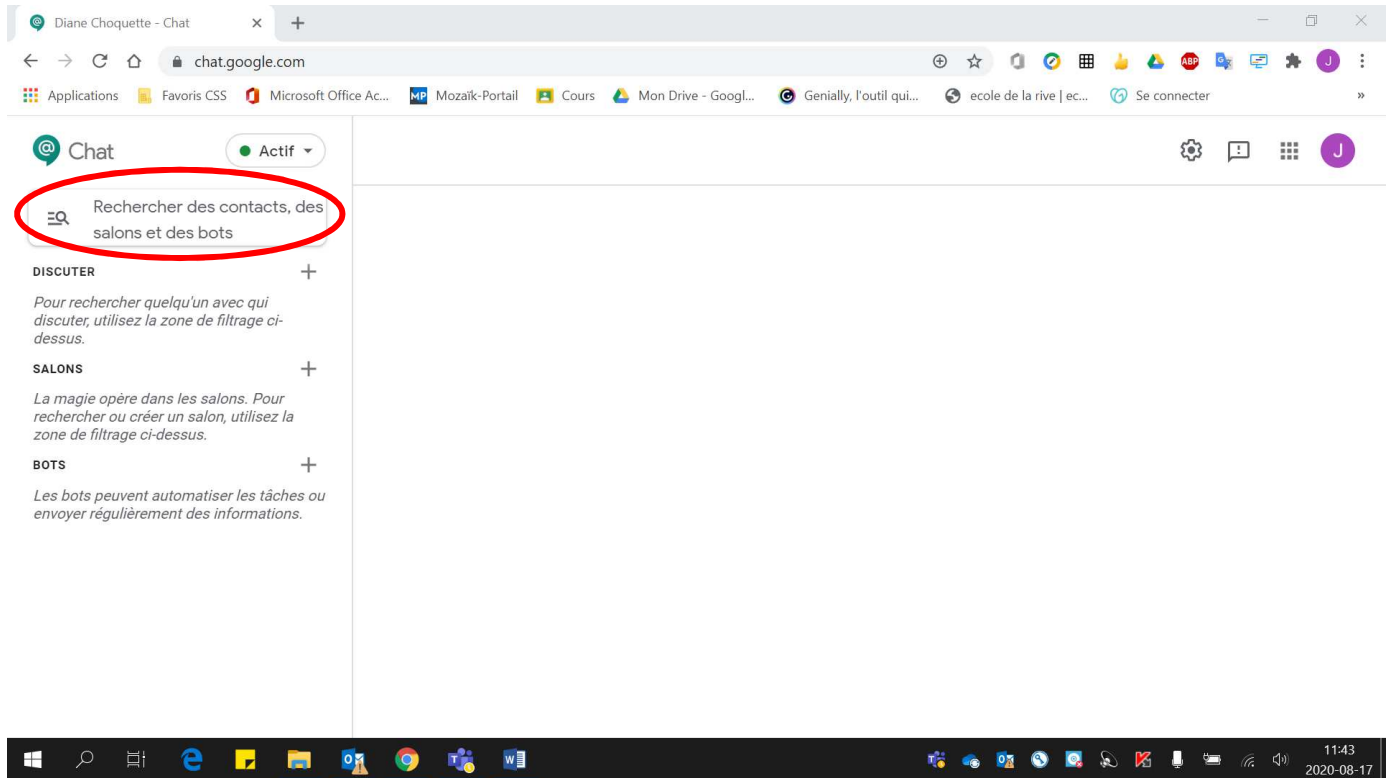 Diane Choquette - Chat
chat.google.com
ABP
J
Applications
Favoris CSS
Microsoft Office Ac...
MP
Mozaïk-Portail
Cours
Mon Drive - Googl...
G
Genially, l'outil qui...
ecole de la rive | ec...
Se connecter
»
Chat
Actif
J
Rechercher des contacts, des
salons et des bots
DISCUTER
Pour rechercher quelqu'un avec qui
discuter, utilisez la zone de filtrage ci-
dessus.
SALONS
La magie opère dans les salons. Pour
rechercher ou créer un salon, utilisez la
zone de filtrage ci-dessus.
BOTS
Les bots peuvent automatiser les tâches ou
envoyer régulièrement des informations.
11:43
2020-08-17